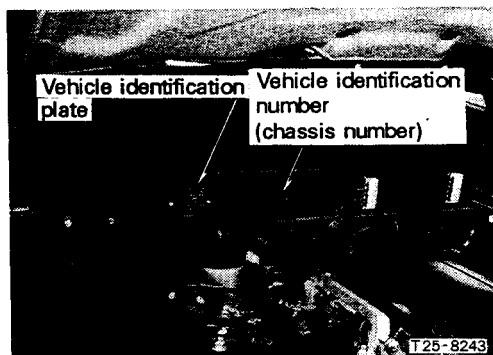 Vehicle identification
plate
Vehicle identification
number
(chassis number)
T25-8243